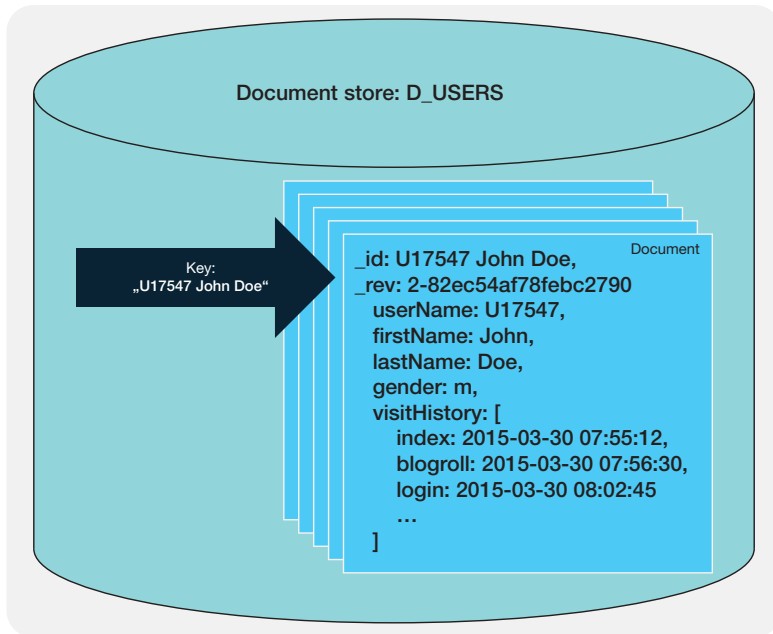 Document store: D_USERS
Key:
„U17547 John Doe“
Document
_id: U17547 John Doe,
_rev: 2-82ec54af78febc2790
userName: U17547,
firstName: John,
lastName: Doe,
gender: m,
visitHistory: [
index: 2015-03-30 07:55:12,
blogroll: 2015-03-30 07:56:30,
login: 2015-03-30 08:02:45
…
]